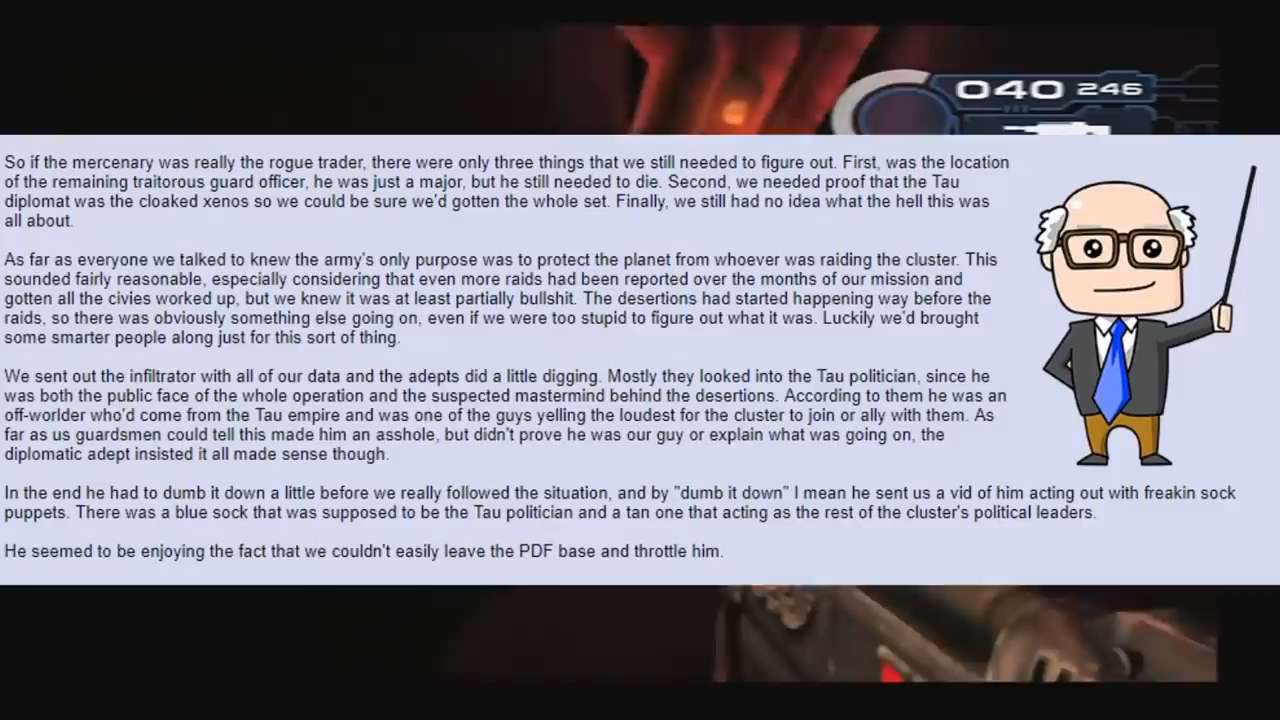 040 246
So if the mercenary was really the rogue trader, there were only three things that we still needed to figure out. First, was the location
of the remaining traitorous guard officer, he was just a major, but he still needed to die. Second, we needed proof that the Tau
diplomat was the cloaked xenos so we could be sure we'd gotten the whole set. Finally, we still had no idea what the hell this was
all about.
As far as everyone we talked to knew the army's only purpose was to protect the planet from whoever was raiding the cluster. This
sounded fairly reasonable, especially considering that even more raids had been reported over the months of our mission and
gotten all the civies worked up, but we knew it was at least partially bullshit. The desertions had started happening way before the
raids, so there was obviously something else going on, even if we were too stupid to figure out what it was. Luckily we'd brought
some smarter people along just for this sort of thing.
We sent out the infiltrator with all of our data and the adepts did a little digging. Mostly they looked into the Tau politician, since he
was both the public face of the whole operation and the suspected mastermind behind the desertions. According to them he was an
off-worlder who'd come from the Tau empire and was one of the guys yelling the loudest for the cluster to join or ally with them. As
far as us guardsmen could tell this made him an asshole, but didn't prove he was our guy or explain what was going on, the
diplomatic adept insisted it all made sense though.
In the end he had to dumb it down a little before we really followed the situation, and by "dumb it down" I mean he sent us a vid of him acting out with freakin sock
puppets. There was a blue sock that was supposed to be the Tau politician and a tan one that acting as the rest of the cluster's political leaders.
He seemed to be enjoying the fact that we couldn't easily leave the PDF base and throttle him.